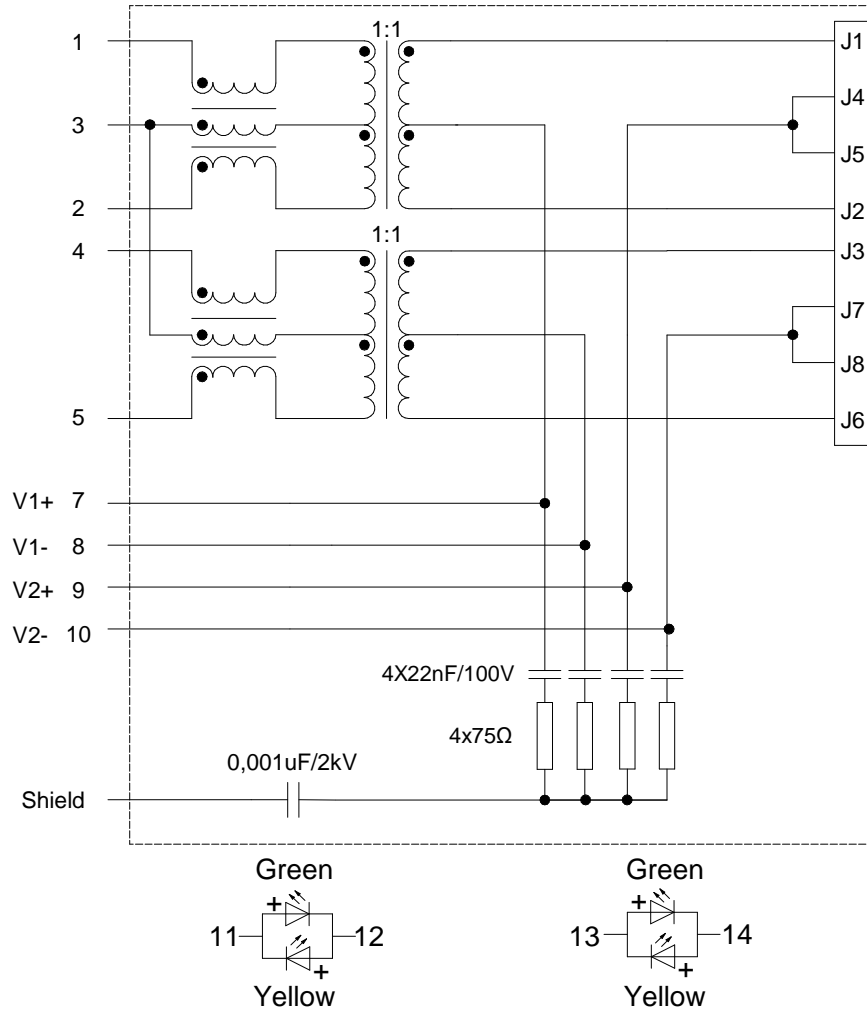 1:1
1
J1
J4
3
J5
2
J2
1:1
4
J3
J7
J8
5
J6
V1+ 7
V1- 8
V2+ 9
V2- 10
4X22nF/100V
4x75Ω
0,001uF/2kV
Shield
Green
Green
+
+
11
12
13
14
+
+
Yellow
Yellow